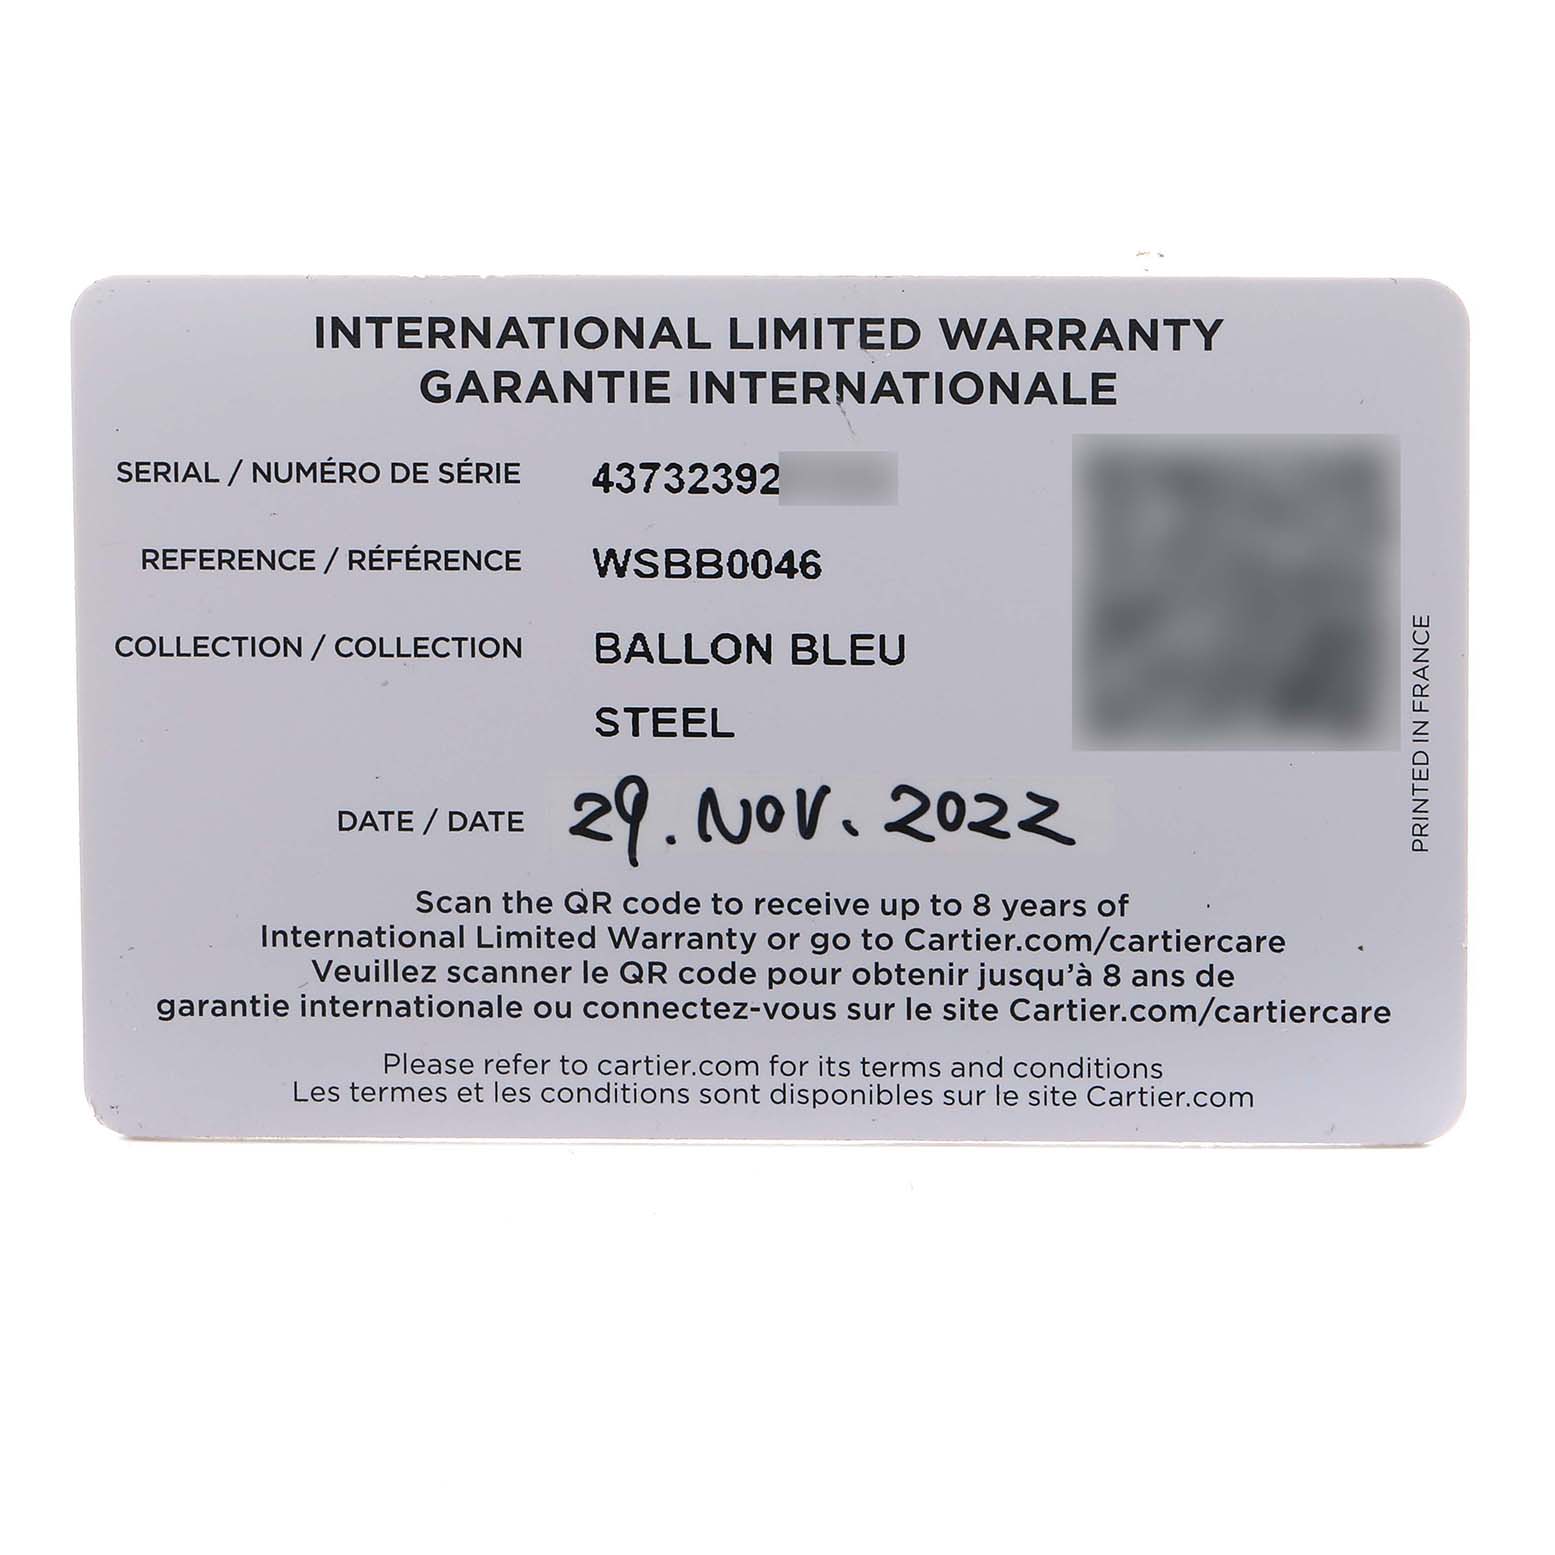 INTERNATIONAL LIMITED WARRANTY
GARANTIE INTERNATIONALE
SERIAL / NUMÉRO DE SÉRIE 43732392
REFERENCE / RÉFÉRENCE WSBB0046
COLLECTION / COLLECTION BALLON BLEU
STEEL
DATE / DATE 29. NOV. 2022
PRINTED IN FRANCE
Scan the QR code to receive up to 8 years of
International Limited Warranty or go to Cartier.com/cartiercare
Veuillez scanner le QR code pour obtenir jusqu'à 8 ans de
garantie internationale ou connectez-vous sur le site Cartier.com/cartiercare
Please refer to cartier.com for its terms and conditions
Les termes et les conditions sont disponibles sur le site Cartier.com